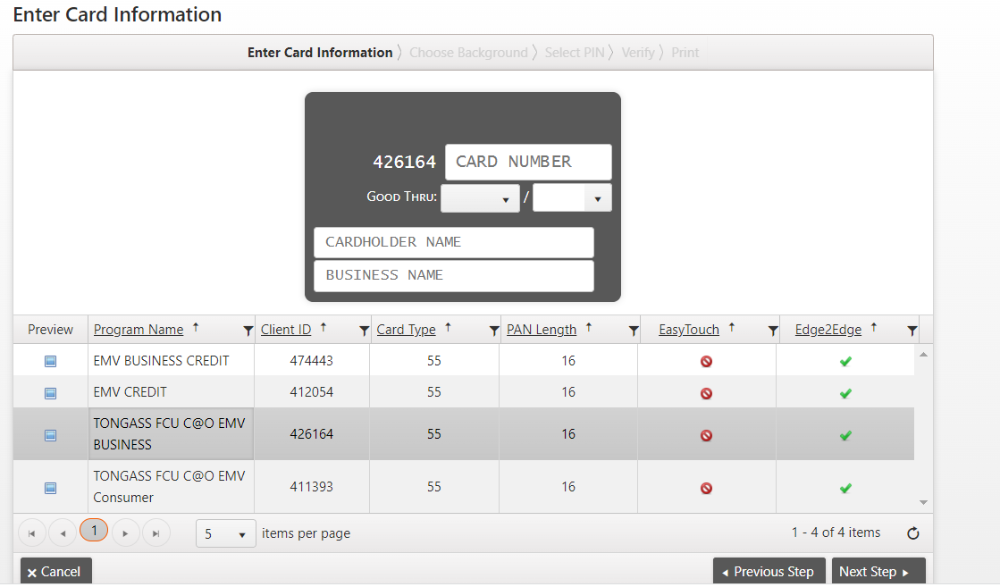 Enter Card Information
Enter Card Information 〉 Choose Background 〉 Select PIN 〉 Verify 〉 Print
426164 CARD NUMBER
GOOD THRU: /
CARDHOLDER NAME
BUSINESS NAME
Preview Program Name ↑ Client ID ↑ Card Type ↑ PAN Length ↑ EasyTouch ↑ Edge2Edge ↑
EMV BUSINESS CREDIT 474443 55 16
EMV CREDIT 412054 55 16
TONGASS FCU C@O EMV
BUSINESS 426164 55 16
TONGASS FCU C@O EMV
Consumer 411393 55 16
1 5 items per page 1 - 4 of 4 items
Cancel Previous Step Next Step